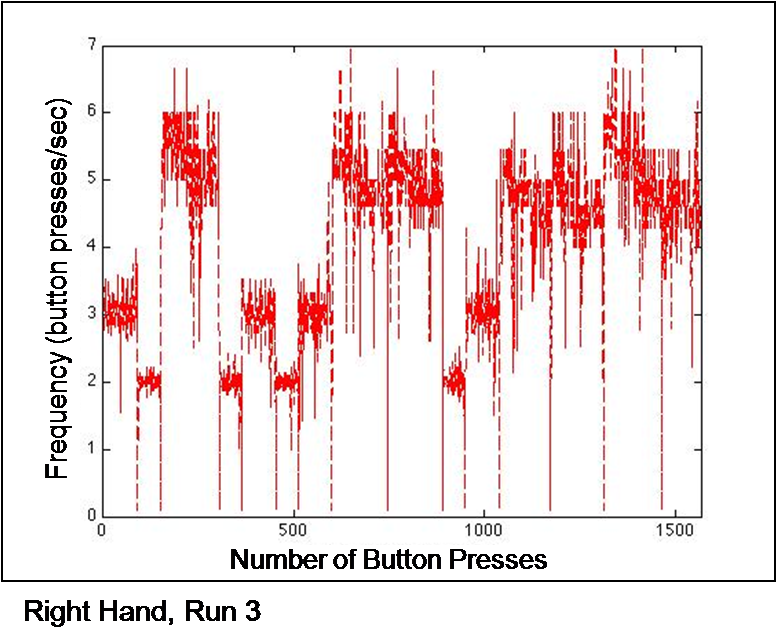 Frequency (button presses/sec)
7
6
5
4
3
2
1
0
0 500 1000 1500
Number of Button Presses
Right Hand, Run 3